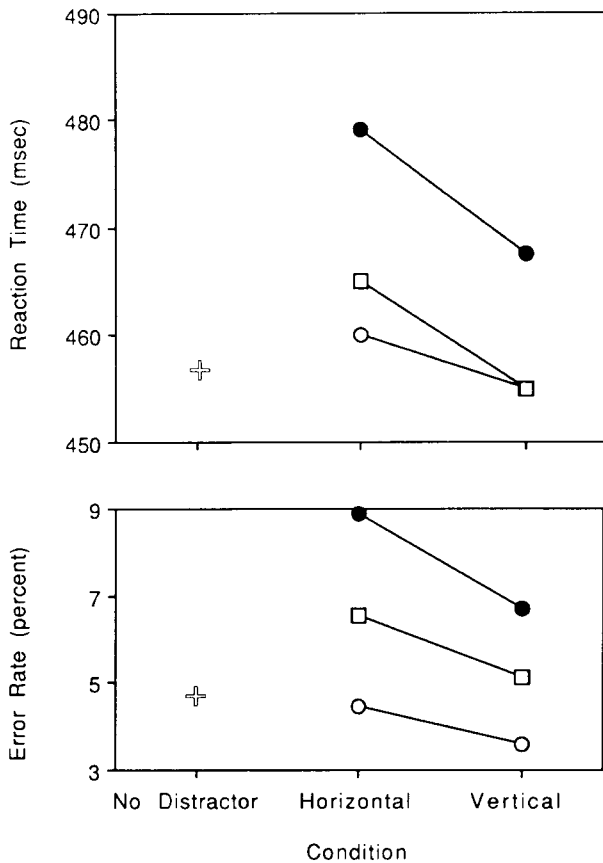 490
480
470
460
450
Reaction Time (msec)
9
7
5
3
Error Rate (percent)
No Distractor Horizontal Vertical
Condition